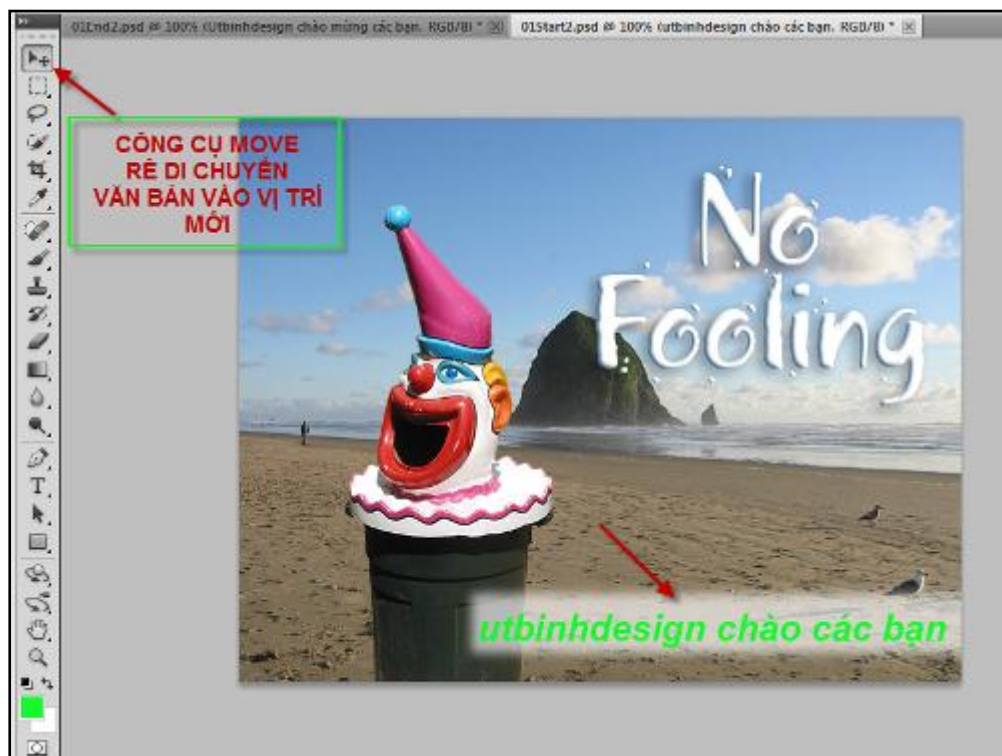 01End2.psd @ 100% (Utbinhdesign chào mừng các bạn, RGB/8) *
01Start2.psd @ 100% (utbinhdesign chào các bạn, RGB/8) *
CÔNG CỤ MOVE
RÊ DI CHUYỂN
VĂN BẢN VÀO VỊ TRÍ
MỚI
No
Fooling
utbinhdesign chào các bạn